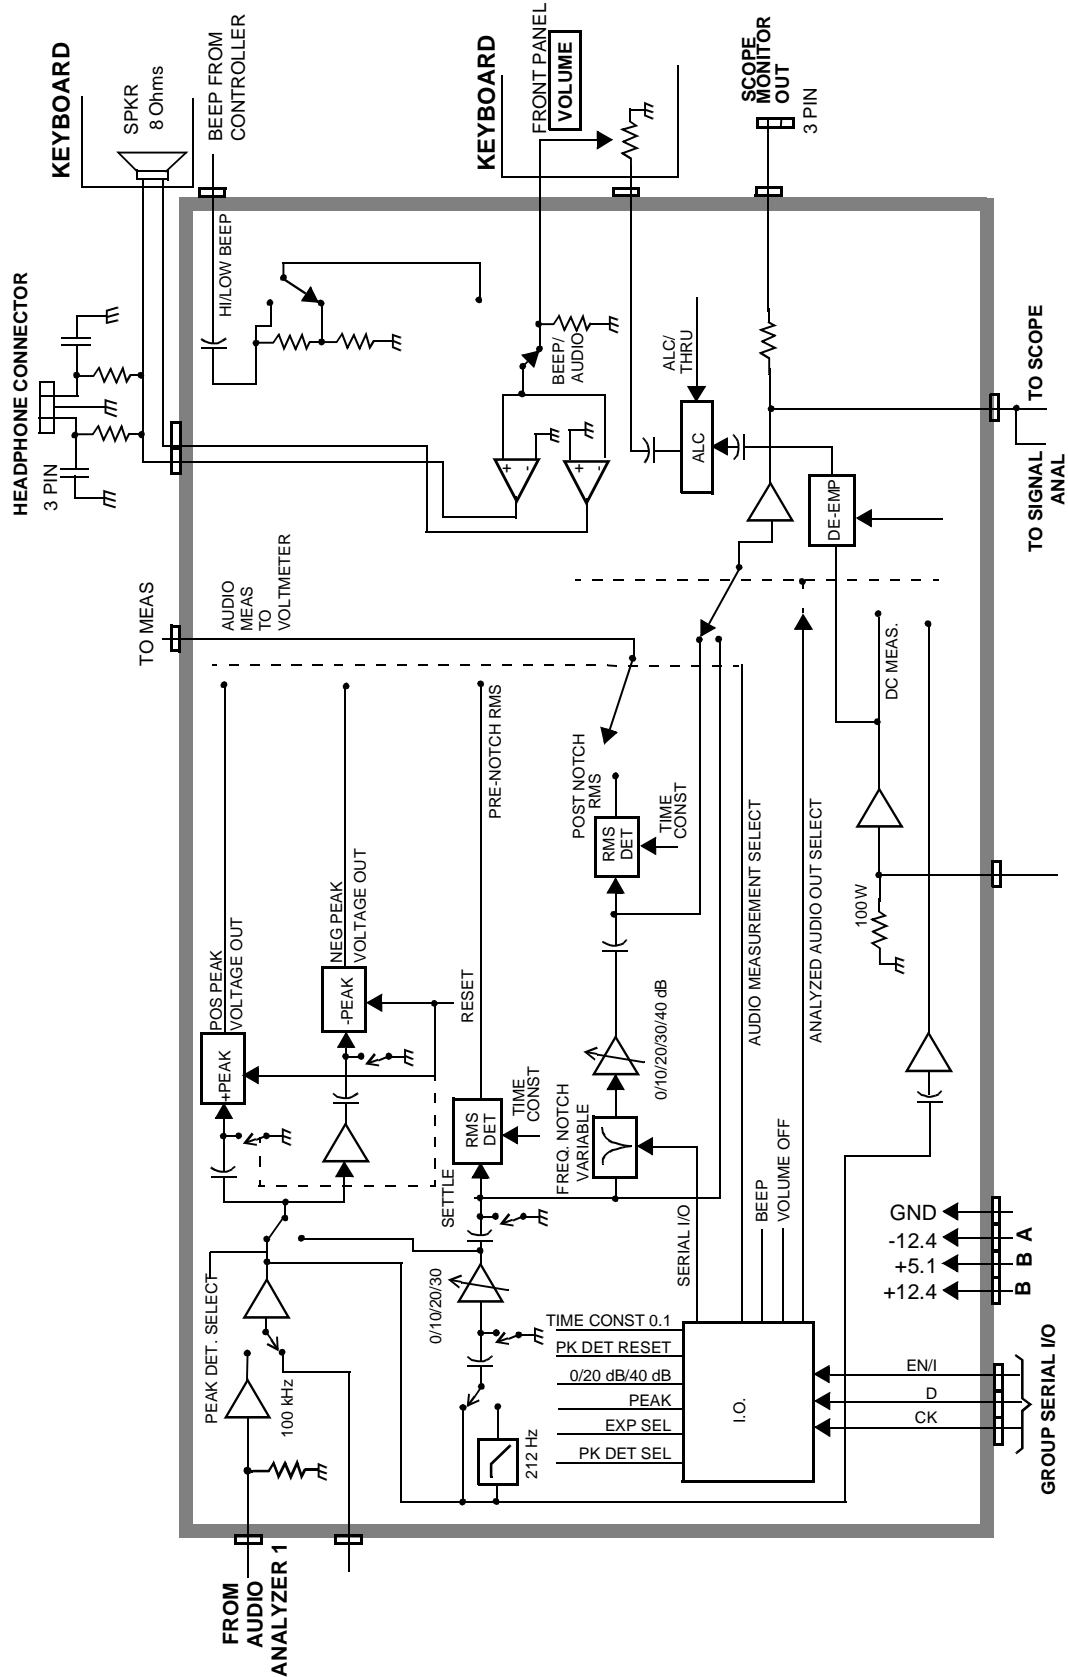 HEADPHONE CONNECTOR
3 PIN
KEYBOARD
SPKR
8 Ohms
BEEP FROM
CONTROLLER
HI/LOW BEEP
KEYBOARD
FRONT PANEL
VOLUME
SCOPE
MONITOR
OUT
3 PIN
BEEP/
AUDIO
+
-
+
-
ALC/
THRU
ALC
DE-EMP
TO SCOPE
TO SIGNAL
ANAL
TO MEAS
AUDIO
MEAS
TO
VOLTMETER
POS PEAK
VOLTAGE OUT
+PEAK
NEG PEAK
VOLTAGE OUT
-PEAK
RESET
PRE-NOTCH RMS
POST NOTCH
RMS
RMS
DET
TIME
CONST
DC MEAS.
100 W
AUDIO MEASUREMENT SELECT
ANALYZED AUDIO OUT SELECT
0/10/20/30/40 dB
FREQ. NOTCH
VARIABLE
RMS
DET
TIME
CONST
SETTLE
SERIAL I/O
BEEP
VOLUME OFF
0/10/20/30
PEAK DET. SELECT
100 kHz
212 Hz
TIME CONST 0.1
PK DET RESET
0/20 dB/40 dB
PEAK
EXP SEL
PK DET SEL
I.O.
GND
-12.4
+5.1
+12.4
A
B
B
EN/I
D
CK
GROUP SERIAL I/O
FROM
AUDIO
ANALYZER 1